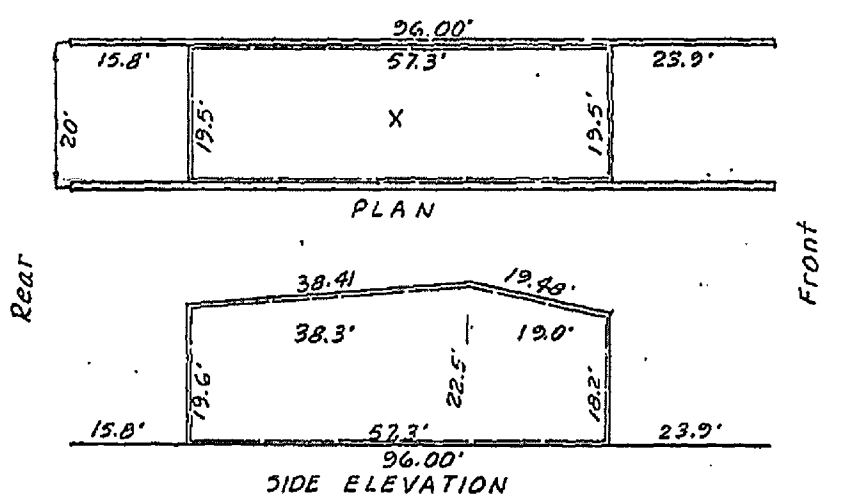 96.00'
15.8' 57.3' 23.9'
20' 19.5' X 19.5'
PLAN
Rear
Front
38.41 19.48'
38.3' 19.0'
19.6' 22.5' 18.2'
15.8' 57.3' 23.9'
96.00'
SIDE ELEVATION